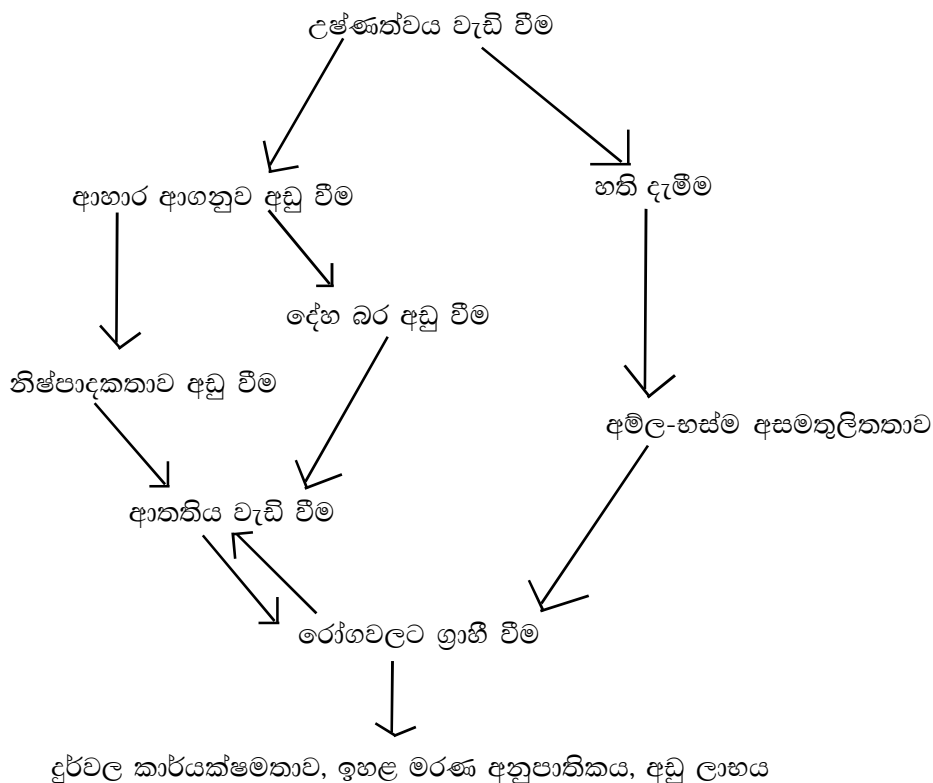 උෂ්ණත්වය වැඩි වීම
ආහාර ආගනුව අඩු වීම
හති දැමීම
දේහ බර අඩු වීම
නිෂ්පාදකතාව අඩු වීම
අම්ල-භස්ම අසමතුලිතතාව
ආතතිය වැඩි වීම
රෝගවලට ග්‍රාහී වීම
දුර්වල කාර්යක්ෂමතාව, ඉහළ මරණ අනුපාතිකය, අඩු ලාභය